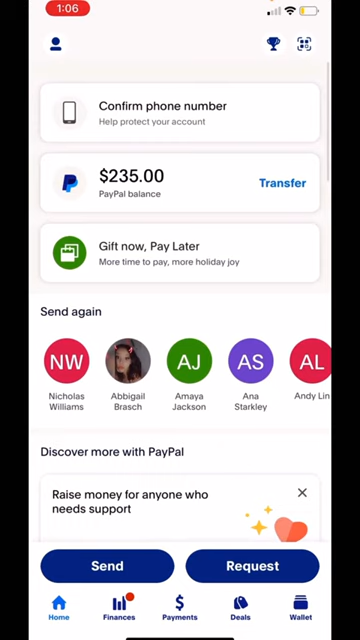 1:06
Confirm phone number
Help protect your account
$235.00
PayPal balance
Transfer
Gift now, Pay Later
More time to pay, more holiday joy
Send again
NW
AJ
AS
AL
Nicholas
Williams
Abbigail
Brasch
Amaya
Jackson
Ana
Starkley
Andy Lin
Discover more with PayPal
Raise money for anyone who
needs support
Send
Request
Home
Finances
Payments
Deals
Wallet